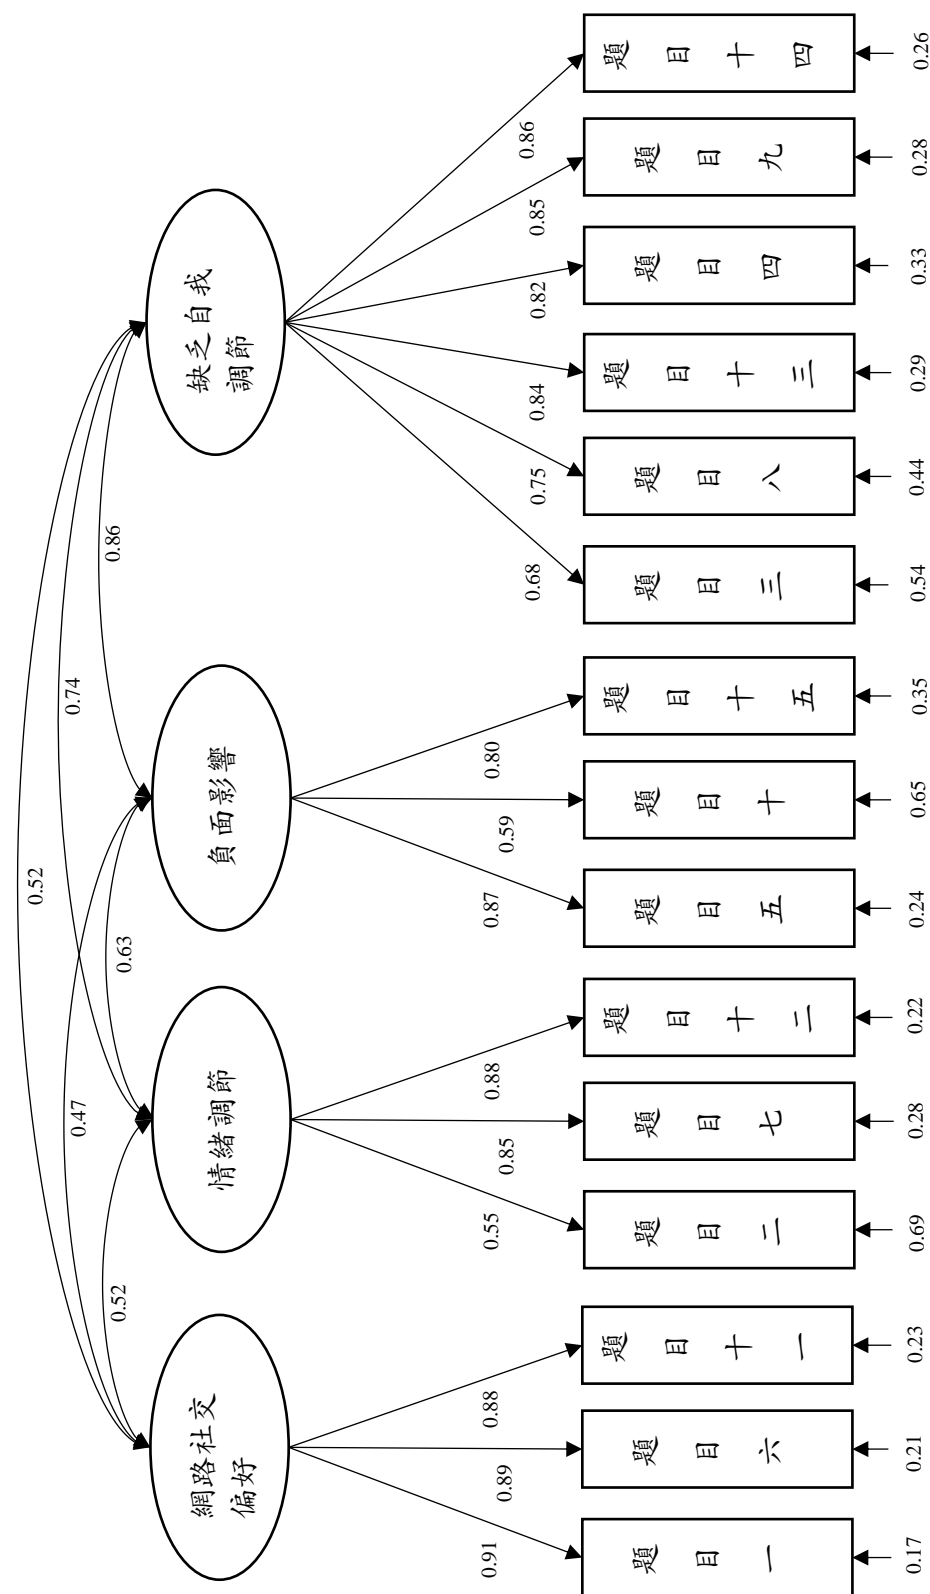 0.52
0.74
0.47
0.86
0.52
0.63
網路社交
偏好
情緒調節
負面影響
缺乏自我
調節
0.91
0.89
0.88
0.55
0.85
0.88
0.87
0.59
0.80
0.68
0.75
0.84
0.82
0.85
0.86
題目一
題目六
題目十一
題目二
題目七
題目十二
題目五
題目十
題目十五
題目三
題目八
題目十三
題目四
題目九
題目十四
0.17
0.21
0.23
0.69
0.28
0.22
0.24
0.65
0.35
0.54
0.44
0.29
0.33
0.28
0.26